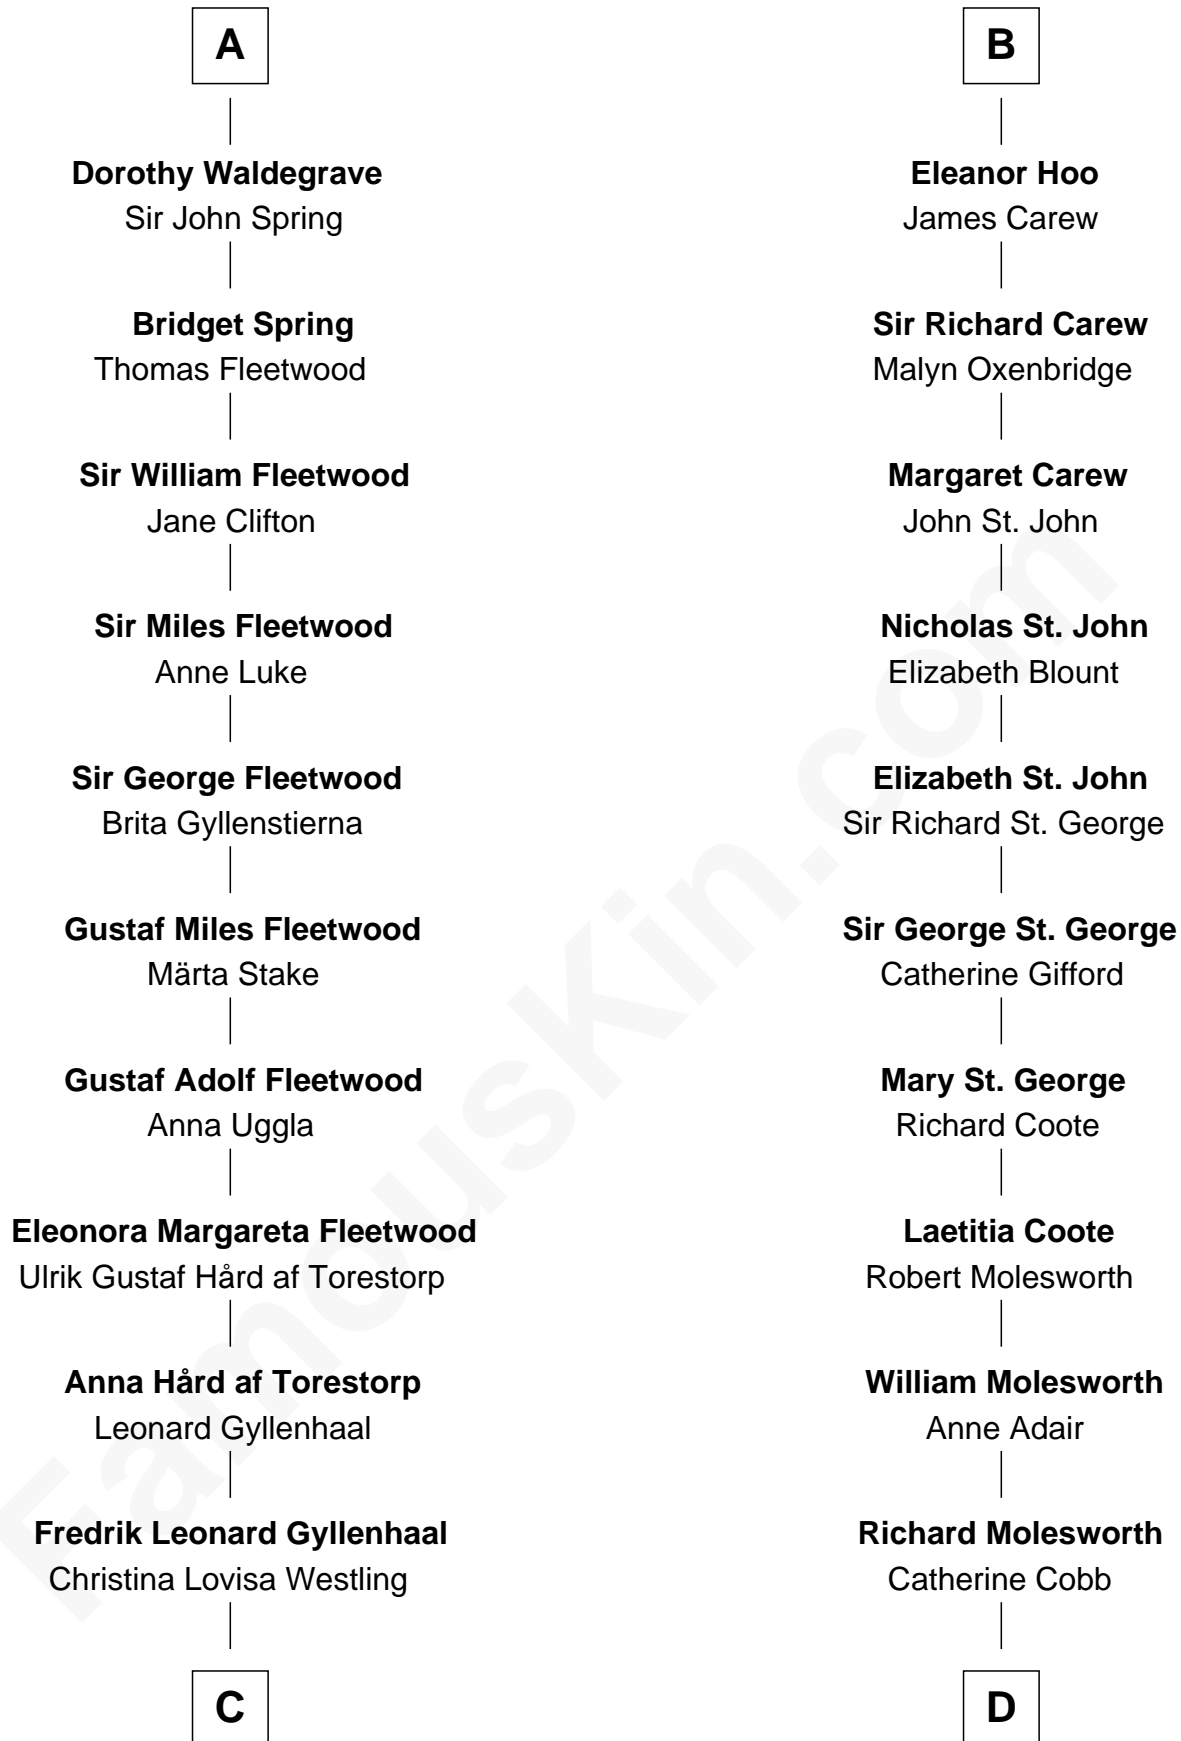 A
Dorothy Waldegrave
Sir John Spring
Bridget Spring
Thomas Fleetwood
Sir William Fleetwood
Jane Clifton
Sir Miles Fleetwood
Anne Luke
Sir George Fleetwood
Brita Gyllenstierna
Gustaf Miles Fleetwood
Märta Stake
Gustaf Adolf Fleetwood
Anna Uggla
Eleonora Margareta Fleetwood
Ulrik Gustaf Hård af Torestorp
Anna Hård af Torestorp
Leonard Gyllenhaal
Fredrik Leonard Gyllenhaal
Christina Lovisa Westling
C
B
Eleanor Hoo
James Carew
Sir Richard Carew
Malyn Oxenbridge
Margaret Carew
John St. John
Nicholas St. John
Elizabeth Blount
Elizabeth St. John
Sir Richard St. George
Sir George St. George
Catherine Gifford
Mary St. George
Richard Coote
Laetitia Coote
Robert Molesworth
William Molesworth
Anne Adair
Richard Molesworth
Catherine Cobb
D
FamousKin.com